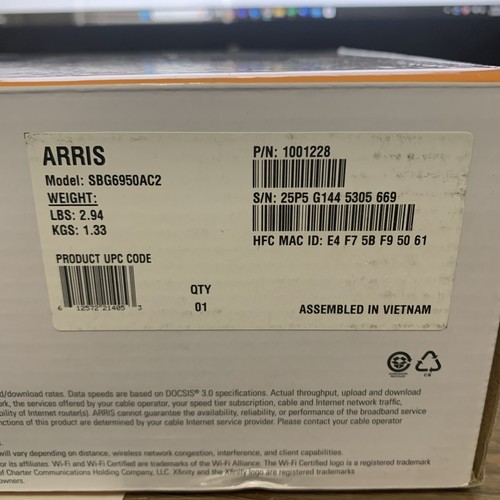 ARRIS
Model: SBG6950AC2
WEIGHT:
LBS: 2.94
KGS: 1.33
PRODUCT UPC CODE
6 12572 21405 3
QTY
01
P/N: 1001228
S/N: 25P5 G144 5305 669
HFC MAC ID: E4 F7 5B F9 50 61
ASSEMBLED IN VIETNAM
d/download rates. Data speeds are based on DOCSIS® 3.0 specifications. Actual throughput, upload and download
rk, the services offered by your cable operator, your speed tier subscription, cable and Internet network traffic,
bility of Internet router(s). ARRIS cannot guarantee the availability, reliability, or performance of the broadband service
nctions of this product are determined by your cable Internet service provider. Please contact your cable operator
s.
will vary depending on distance, wireless network congestion, interference, and client capabilities.
or its affiliates. Wi-Fi and Wi-Fi Certified are trademarks of the Wi-Fi Alliance. The Wi-Fi Certified logo is a registered trademark
of Charter Communications Holding Company, LLC. Xfinity and the Xfinity logo are registered trademarks
owners.